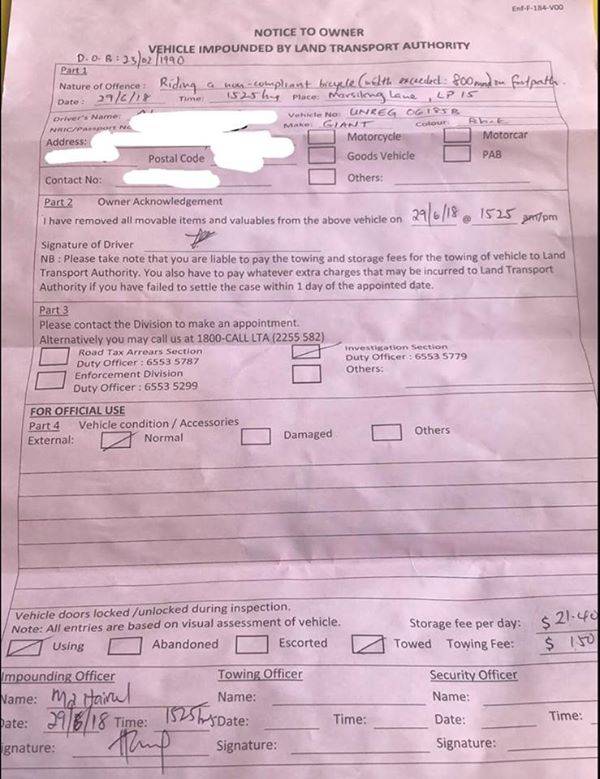 Enf-F-184-V00
NOTICE TO OWNER
VEHICLE IMPOUNDED BY LAND TRANSPORT AUTHORITY
D.O.B: 23/02/1990
Part 1
Nature of Offence: Riding a non-compliant bicycle (width exceeded: 800mm) on footpath.
Date: 29/6/18 Time: 1525 hrs Place: Marsiling Lane, LP 15
Driver's Name: Vehicle No: UNREG
NRIC/Passport No Make: GIANT Colour:
Address: Motorcycle Motorcar
Postal Code Goods Vehicle PAB
Contact No: Others:
Part 2 Owner Acknowledgement
I have removed all movable items and valuables from the above vehicle on 29/6/18 @ 1525 am/pm
Signature of Driver
NB : Please take note that you are liable to pay the towing and storage fees for the towing of vehicle to Land
Transport Authority. You also have to pay whatever extra charges that may be incurred to Land Transport
Authority if you have failed to settle the case within 1 day of the appointed date.
Part 3
Please contact the Division to make an appointment.
Alternatively you may call us at 1800-CALL LTA (2255 582)
Road Tax Arrears Section Investigation Section
Duty Officer : 6553 5787 Duty Officer : 6553 5779
Enforcement Division Others:
Duty Officer : 6553 5299
FOR OFFICIAL USE
Part 4 Vehicle condition / Accessories
External: Normal Damaged Others
Vehicle doors locked /unlocked during inspection.
Note: All entries are based on visual assessment of vehicle. Storage fee per day: $ 21.40
Using Abandoned Escorted Towed Towing Fee: $ 150
Impounding Officer Towing Officer Security Officer
Name: Md Hairul Name: Name:
Date: 29/6/18 Time: 1525hrs Date: Time: Date: Time:
ignature: Signature: Signature: